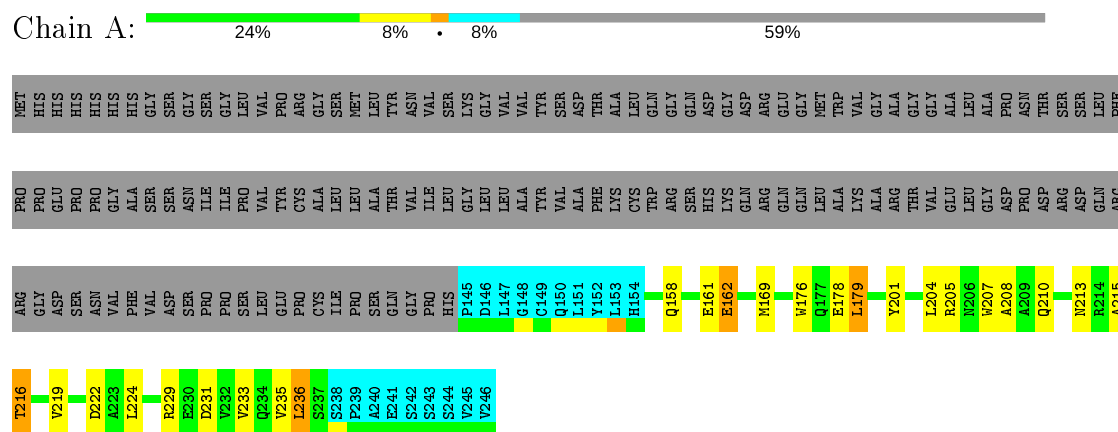 Chain A:
24% 8% • 8% 59%
MET HIS HIS HIS HIS HIS HIS GLY SER GLY SER GLY LEU VAL PRO ARG GLY SER MET LEU TYR ASN VAL SER LYS GLY VAL VAL TYR SER ASP THR ALA LEU GLN GLY GLN ASP GLY ASP ARG GLU GLY MET TRP VAL GLY ALA GLY GLY ALA LEU ALA PRO ASN THR SER SER LEU PHE
PRO PRO GLU PRO PRO GLY ALA SER SER ASN ILE ILE PRO VAL TYR CYS ALA LEU LEU ALA THR VAL ILE LEU GLY LEU LEU ALA TYR VAL ALA PHE LYS CYS TRP ARG SER HIS LYS GLN ARG GLN GLN LEU ALA LYS ALA ARG THR VAL GLU LEU GLY ASP PRO ASP ARG ASP GLN ARG
ARG GLY ASP SER ASN VAL PHE VAL ASP SER PRO PRO SER LEU GLU PRO CYS ILE PRO SER GLN GLY PRO HIS P145 D146 L147 G148 C149 Q150 L151 Y152 L153 H154 Q158 E161 E162 M169 W176 Q177 E178 L179 Y201 L204 R205 N206 W207 A208 A209 Q210 N213 R214 A215
T216 V219 D222 A223 L224 R229 E230 D231 V232 V233 Q234 V235 L236 S237 S238 P239 A240 E241 S242 S243 S244 V245 V246